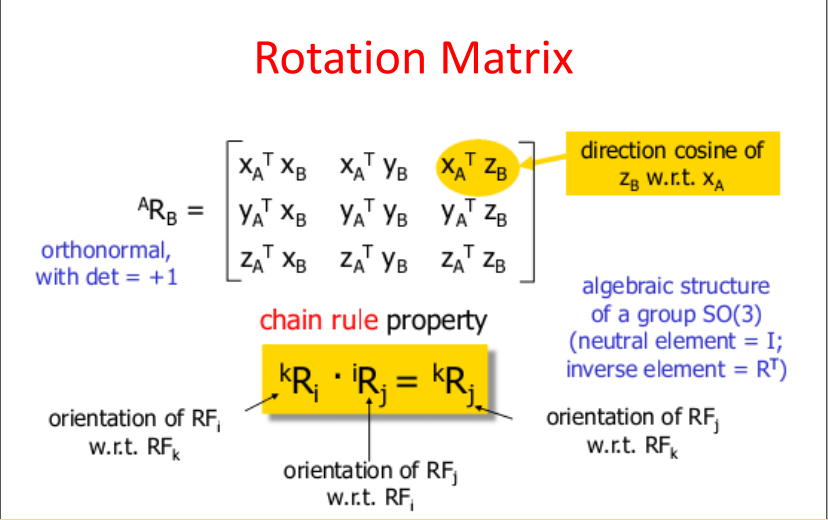 Rotation Matrix
x_A^T x_B x_A^T y_B x_A^T z_B
direction cosine of
z_B w.r.t. x_A
^AR_B = y_A^T x_B y_A^T y_B y_A^T z_B
orthonormal,
with det = +1
z_A^T x_B z_A^T y_B z_A^T z_B
algebraic structure
of a group SO(3)
(neutral element = I;
inverse element = R^T)
chain rule property
^kR_i · ^iR_j = ^kR_j
orientation of RF_i
w.r.t. RF_k
orientation of RF_j
w.r.t. RF_i
orientation of RF_j
w.r.t. RF_k